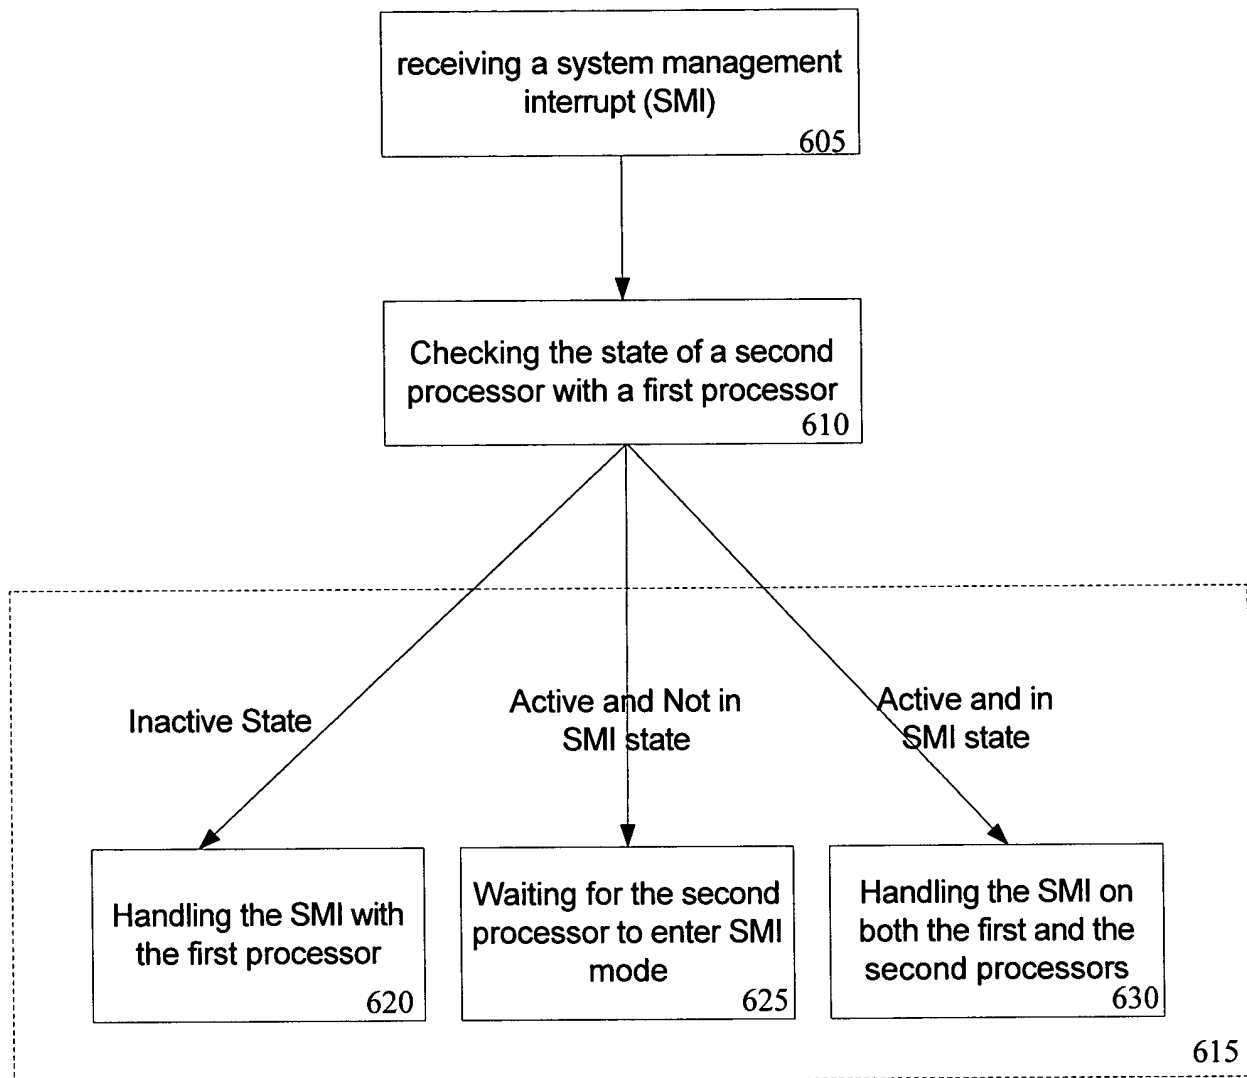 receiving a system management
interrupt (SMI)
605
Checking the state of a second
processor with a first processor
610
Inactive State
Active and Not in
SMI state
Active and in
SMI state
Handling the SMI with
the first processor
620
Waiting for the second
processor to enter SMI
mode
625
Handling the SMI on
both the first and the
second processors
630
615